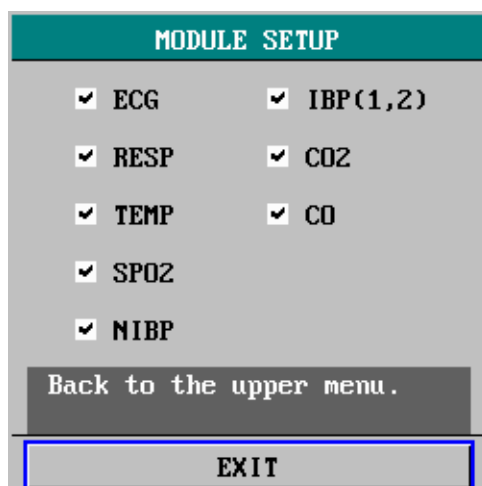 MODULE SETUP
ECG
IBP(1,2)
RESP
CO2
TEMP
CO
SPO2
NIBP
Back to the upper menu.
EXIT